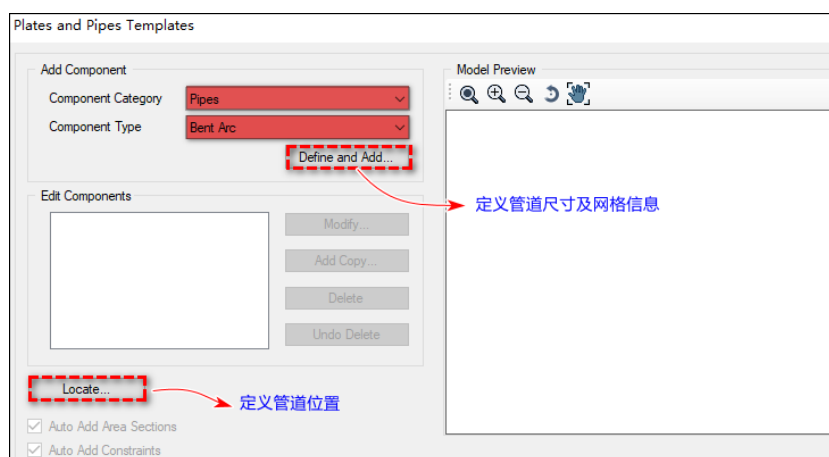 Plates and Pipes Templates
Add Component
Component Category
Pipes
Component Type
Bent Arc
Define and Add...
Edit Components
Modify...
Add Copy...
Delete
Undo Delete
Locate...
Auto Add Area Sections
Auto Add Constraints
Model Preview
定义管道尺寸及网格信息
定义管道位置